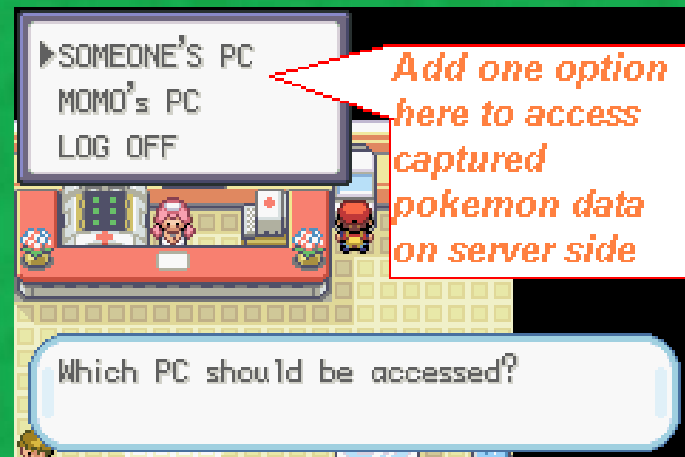 SOMEONE'S PC
MOMO's PC
LOG OFF
Add one option
here to access
captured
pokemon data
on server side
Which PC should be accessed?